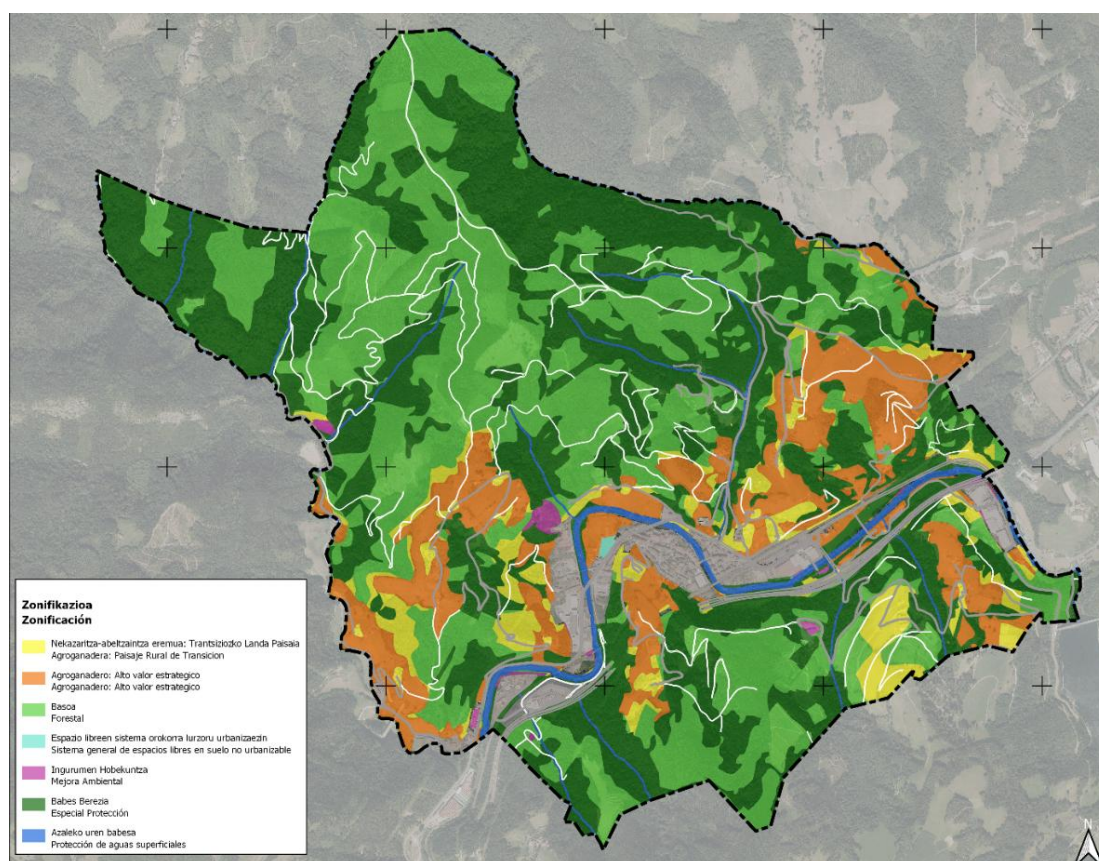 Zonifikazioa
Zonificación
Nekazaritza-abeltzaintza eremua: Trantsiziozko Landa Paisaia
Agroganadera: Paisaje Rural de Transicion
Agroganadero: Alto valor estrategico
Agroganadero: Alto valor estrategico
Basoa
Forestal
Espazio libreen sistema orokorra lurzoru urbanizaezin
Sistema general de espacios libres en suelo no urbanizable
Ingurumen Hobekuntza
Mejora Ambiental
Babes Berezia
Especial Protección
Azaleko uren babesa
Protección de aguas superficiales
N